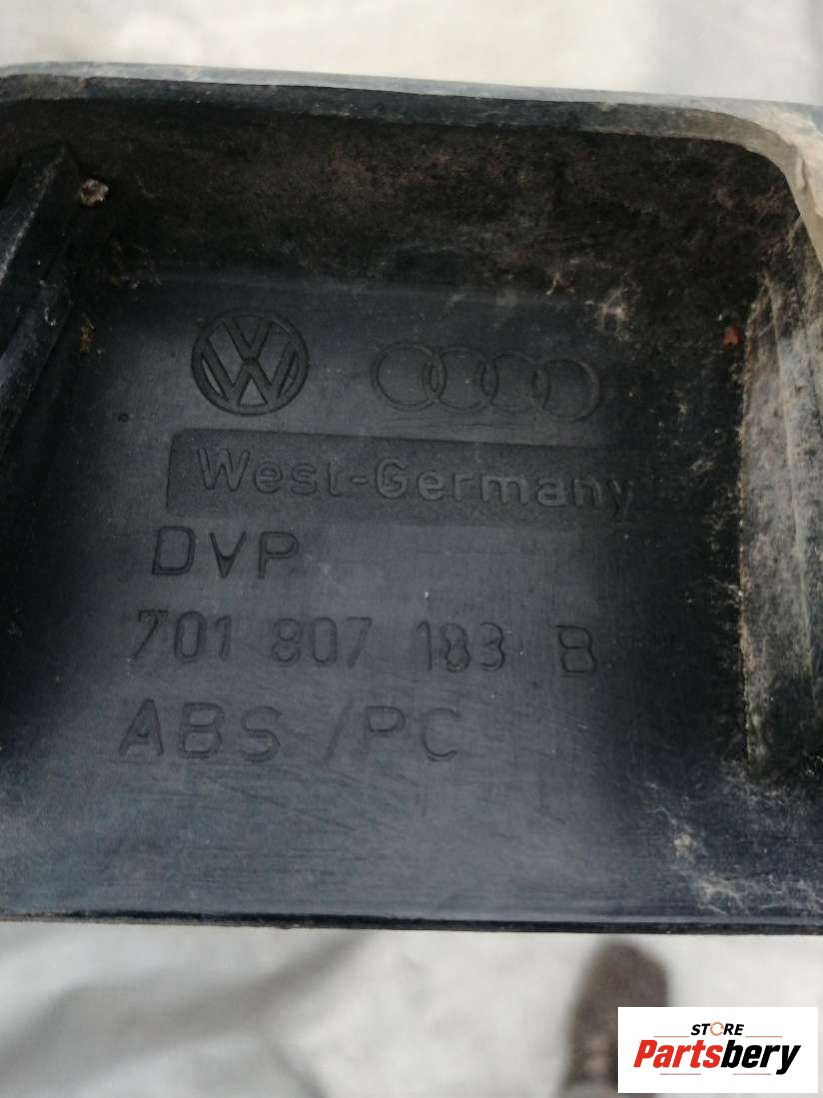 West-Germany
DVP
701 807 183 B
ABS /PC
STORE
Partsbery